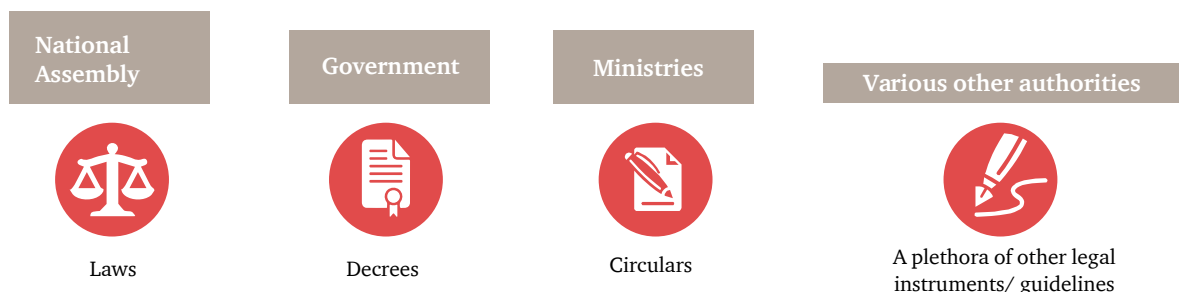 National
Assembly
Government
Ministries
Various other authorities
Laws
Decrees
Circulars
A plethora of other legal
instruments/ guidelines